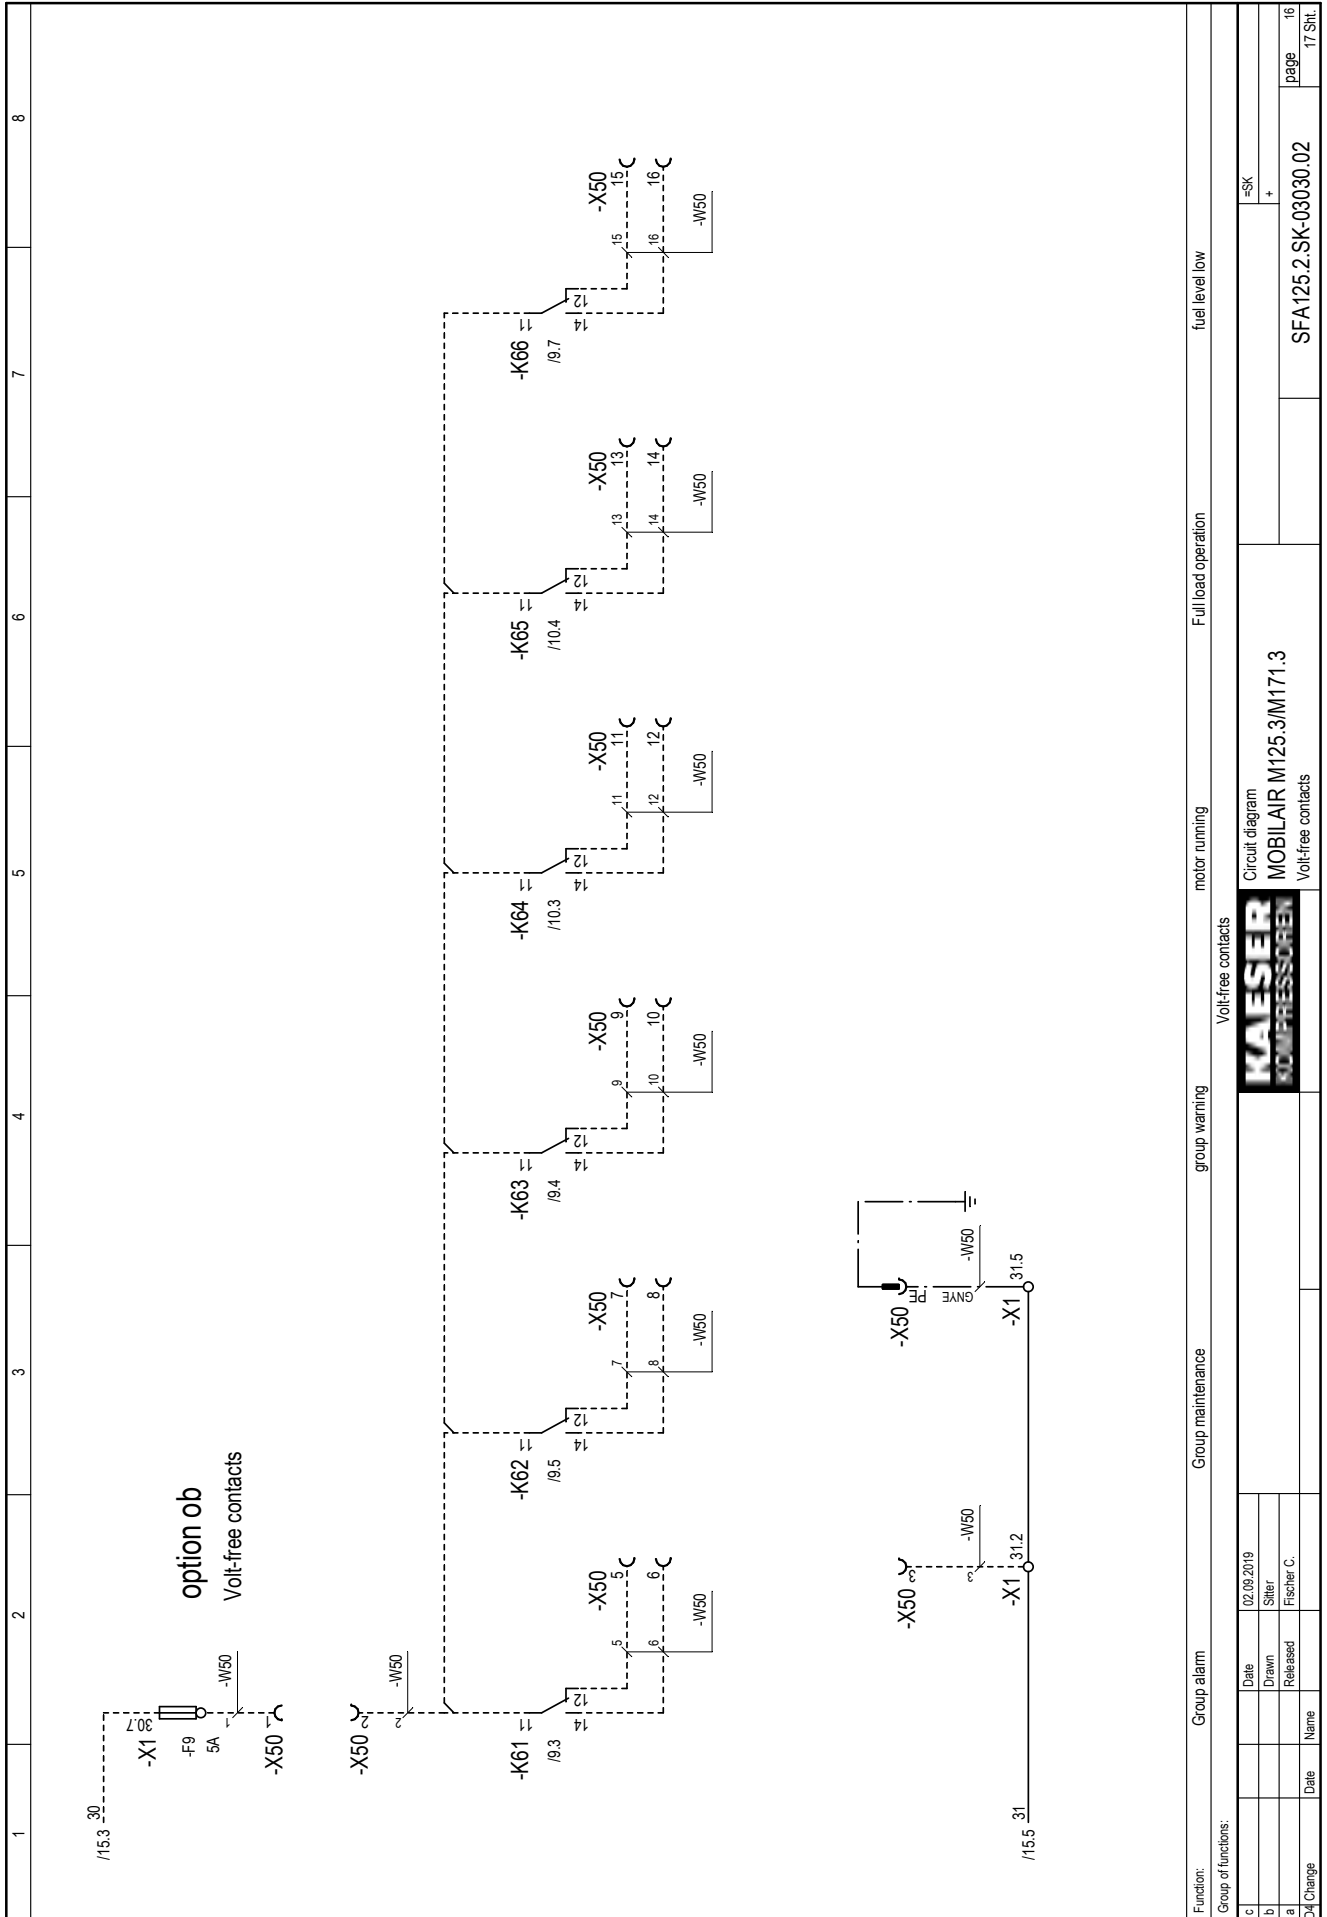 1
2
3
4
5
6
7
8
/15.3
30
30.7
-X1
-F9
5A
-W50
1
1
-X50
option ob
Volt-free contacts
-X50
2
2
-W50
-K61
/9.3
11
12
14
-X50
5
5
6
6
-W50
-K62
/9.5
11
12
14
-X50
7
7
8
8
-W50
-K63
/9.4
11
12
14
-X50
9
9
10
10
-W50
-K64
/10.3
11
12
14
-X50
11
11
12
12
-W50
-K65
/10.4
11
12
14
-X50
13
13
14
14
-W50
-K66
/9.7
11
12
14
-X50
15
15
16
16
-W50
-X50
3
3
-W50
-X50
PE
GNYE
-W50
/15.5
31
-X1
31.2
-X1
31.5
Function:
Group alarm
Group maintenance
group warning
motor running
Full load operation
fuel level low
Group of functions:
Volt-free contacts
c
b
a
04
Change
Date
Name
Date
02.09.2019
Drawn
Sitter
Released
Fischer C.
KAESER
KOMPRESSOREN
Circuit diagram
MOBILAIR M125.3/M171.3
Volt-free contacts
=SK
+
SFA125.2.SK-03030.02
page
16
17 Sht.